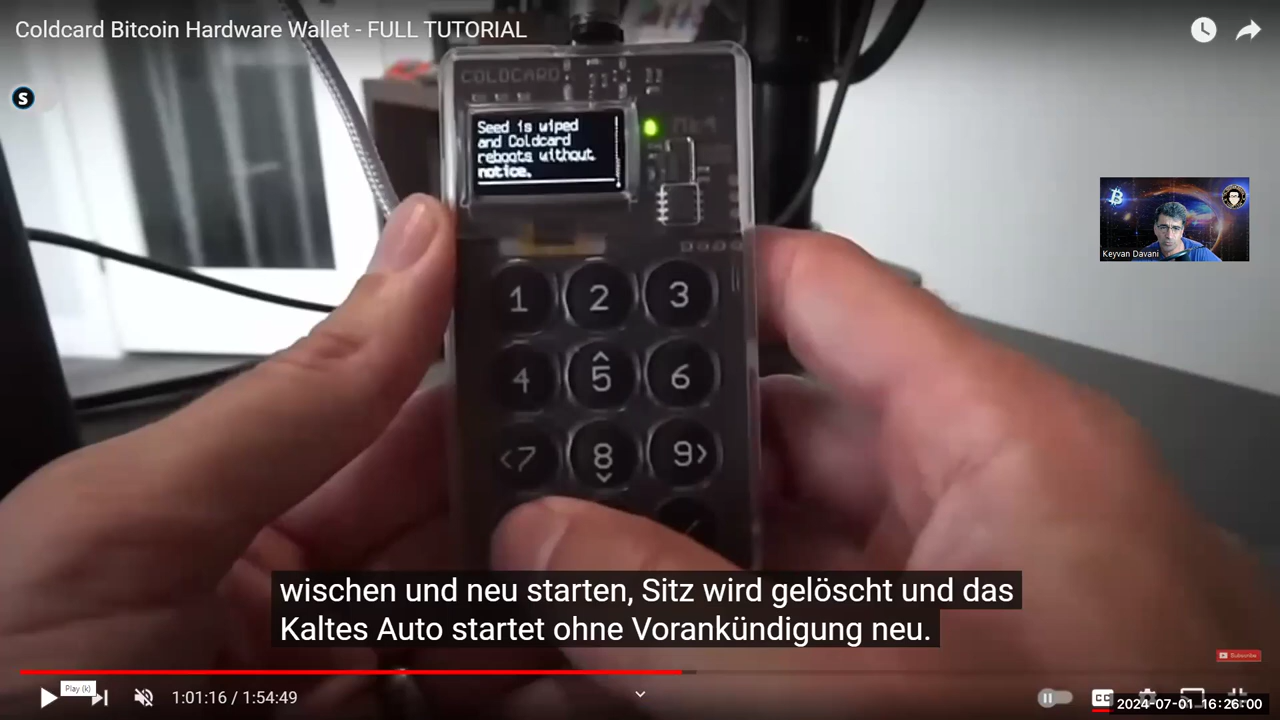 Coldcard Bitcoin Hardware Wallet - FULL TUTORIAL
S
COLDCARD
Seed is wiped
and Coldcard
reboots without
notice.
Keyvan Davani
1 2 3
4 5 6
7 8 9
wischen und neu starten, Sitz wird gelöscht und das
Kaltes Auto startet ohne Vorankündigung neu.
Subscribe
Play (k)
1:01:16 / 1:54:49
CC
2024-07-01 16:26:00